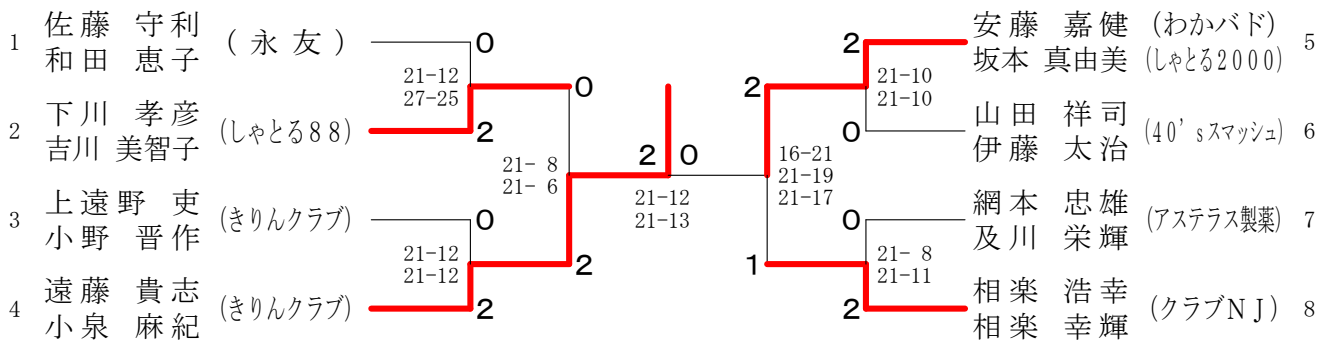 1 佐藤 守利 (永友) 0
和田 恵子
21-12
27-25
2 下川 孝彦 (しゃとる88) 2
吉川 美智子
0
21- 8
21- 6
3 上遠野 吏 (きりんクラブ) 0
小野 晋作
21-12
21-12
2
4 遠藤 貴志 (きりんクラブ) 2
小泉 麻紀
2 0
21-12
21-13
2 安藤 嘉健 (わかバド) 5
坂本 真由美 (しゃとる2000)
21-10
21-10
2
0 山田 祥司 (40'sスマッシュ) 6
伊藤 太治
16-21
21-19
21-17
0 網本 忠雄 (アステラス製薬) 7
及川 栄輝
21- 8
21-11
1
2 相楽 浩幸 (クラブNJ) 8
相楽 幸輝